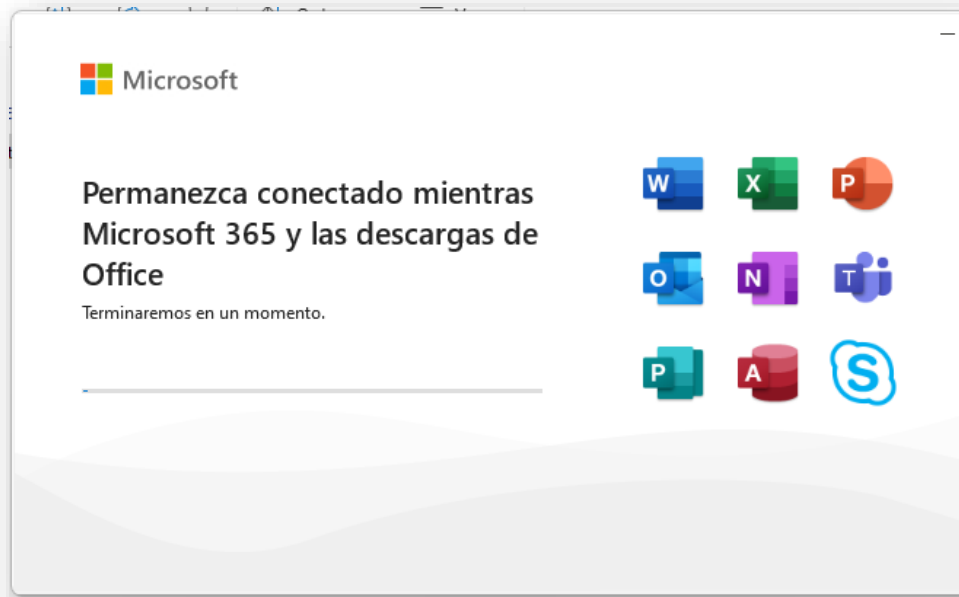 Microsoft
Permanezca conectado mientras
Microsoft 365 y las descargas de
Office
Terminaremos en un momento.
W
X
P
O
N
T
P
A
S